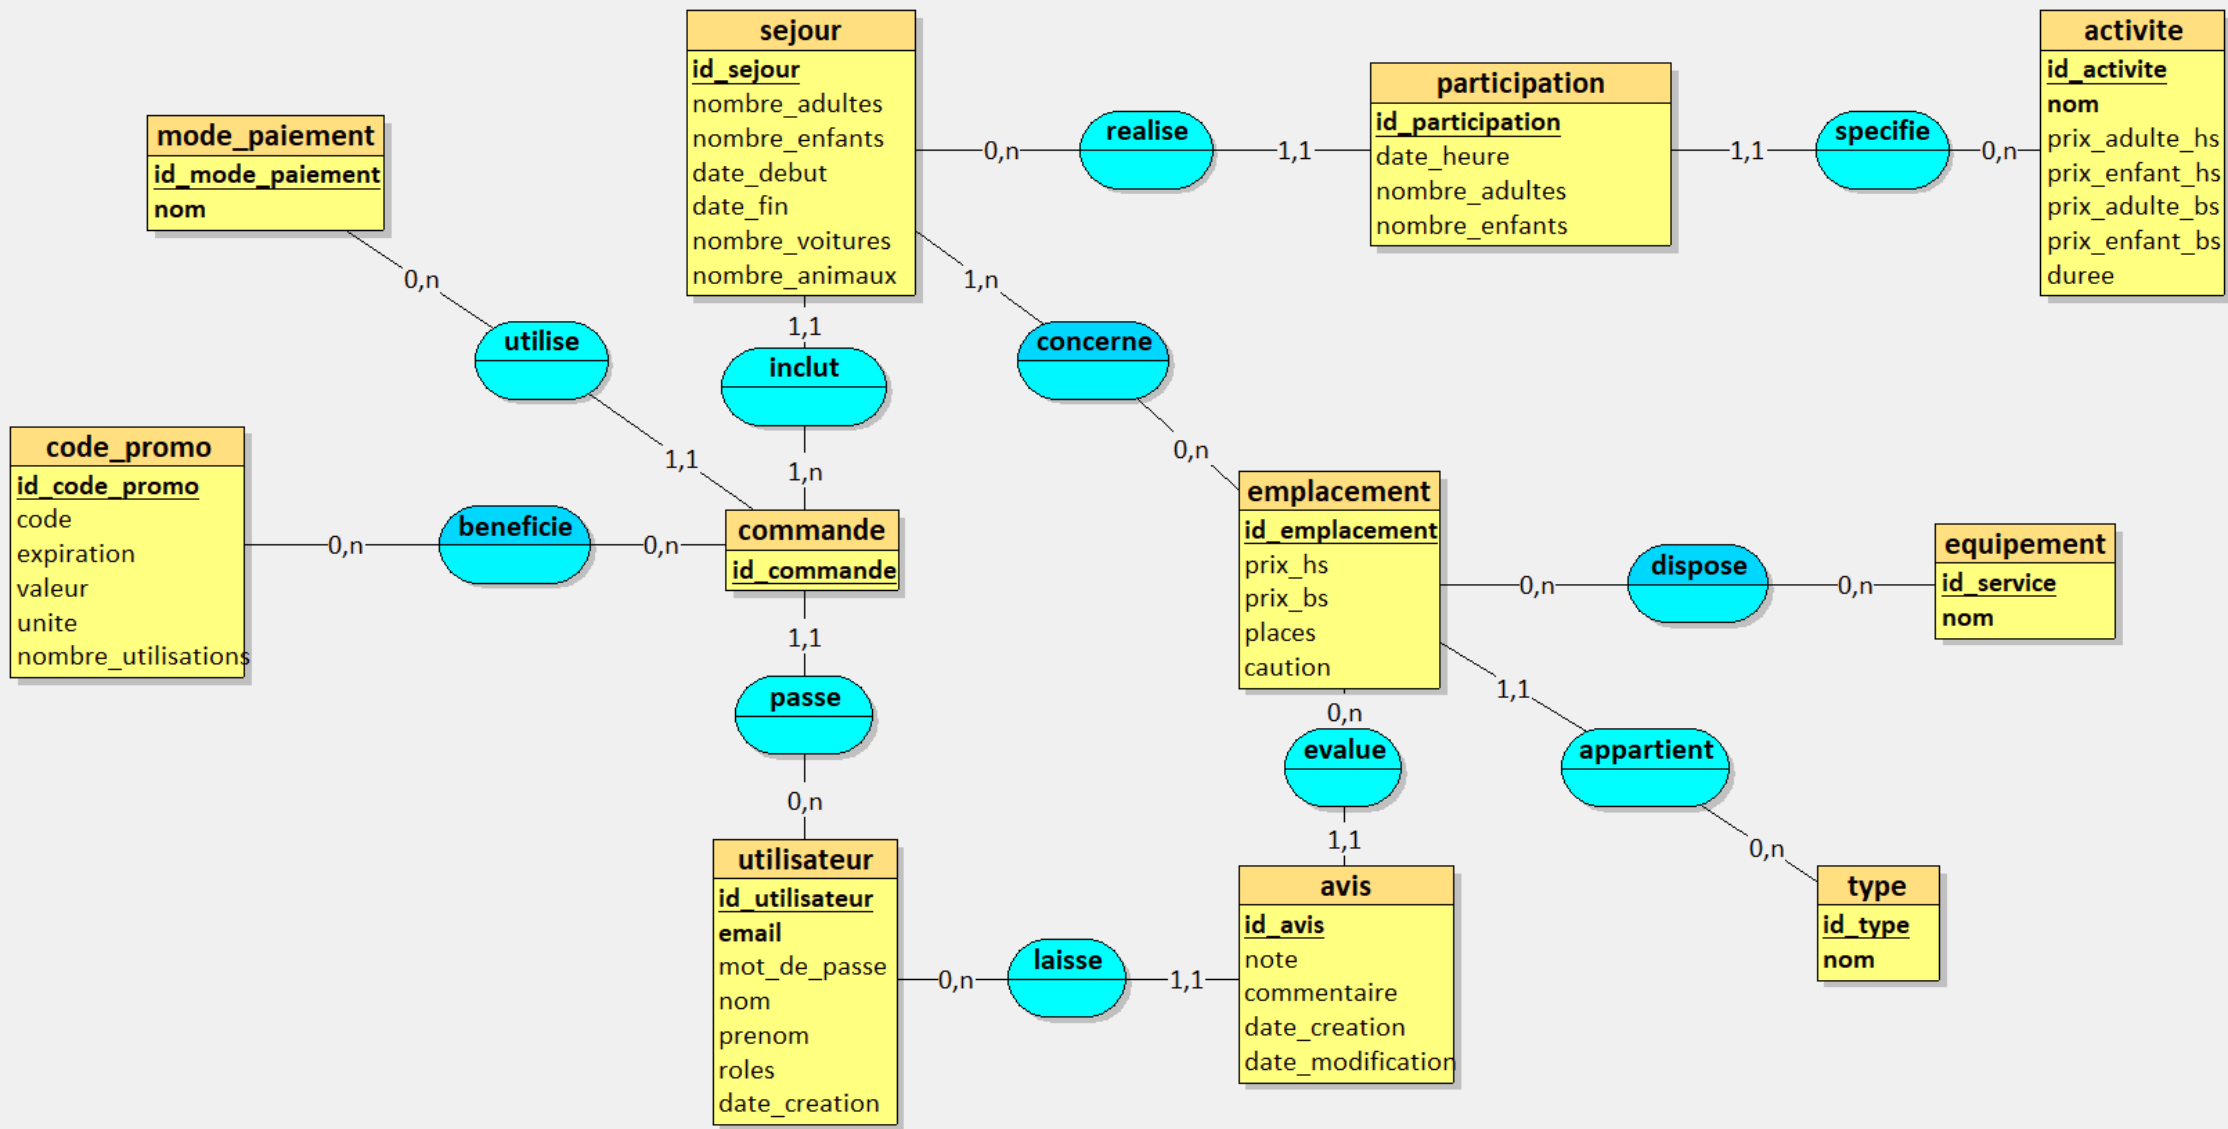 sejour
id_sejour
nombre_adultes
nombre_enfants
date_debut
date_fin
nombre_voitures
nombre_animaux
participation
id_participation
date_heure
nombre_adultes
nombre_enfants
activite
id_activite
nom
prix_adulte_hs
prix_enfant_hs
prix_adulte_bs
prix_enfant_bs
duree
mode_paiement
id_mode_paiement
nom
0,n
realise
1,1
1,1
specifie
0,n
0,n
utilise
1,1
1,1
inclut
1,n
1,n
concerne
0,n
code_promo
id_code_promo
code
expiration
valeur
unite
nombre_utilisations
0,n
beneficie
0,n
commande
id_commande
emplacement
id_emplacement
prix_hs
prix_bs
places
caution
0,n
dispose
0,n
equipement
id_service
nom
1,1
passe
0,n
0,n
evalue
1,1
1,1
appartient
0,n
utilisateur
id_utilisateur
email
mot_de_passe
nom
prenom
roles
date_creation
0,n
laisse
1,1
avis
id_avis
note
commentaire
date_creation
date_modification
type
id_type
nom